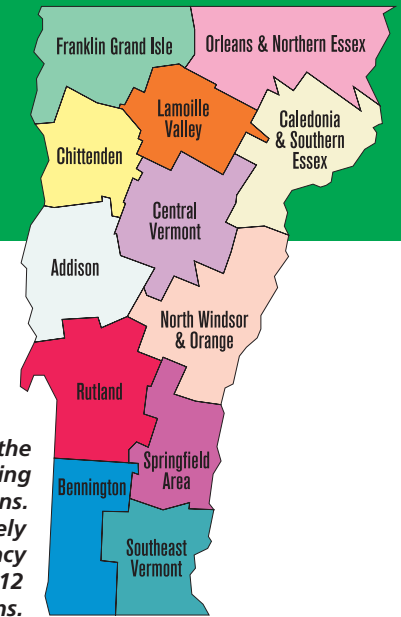 Franklin Grand Isle
Orleans & Northern Essex
Lamoille
Valley
Caledonia
& Southern
Essex
Chittenden
Central
Vermont
Addison
North Windsor
& Orange
Rutland
Springfield
Area
Bennington
Southeast
Vermont
the
ing
ns.
ely
acy
12
ns.